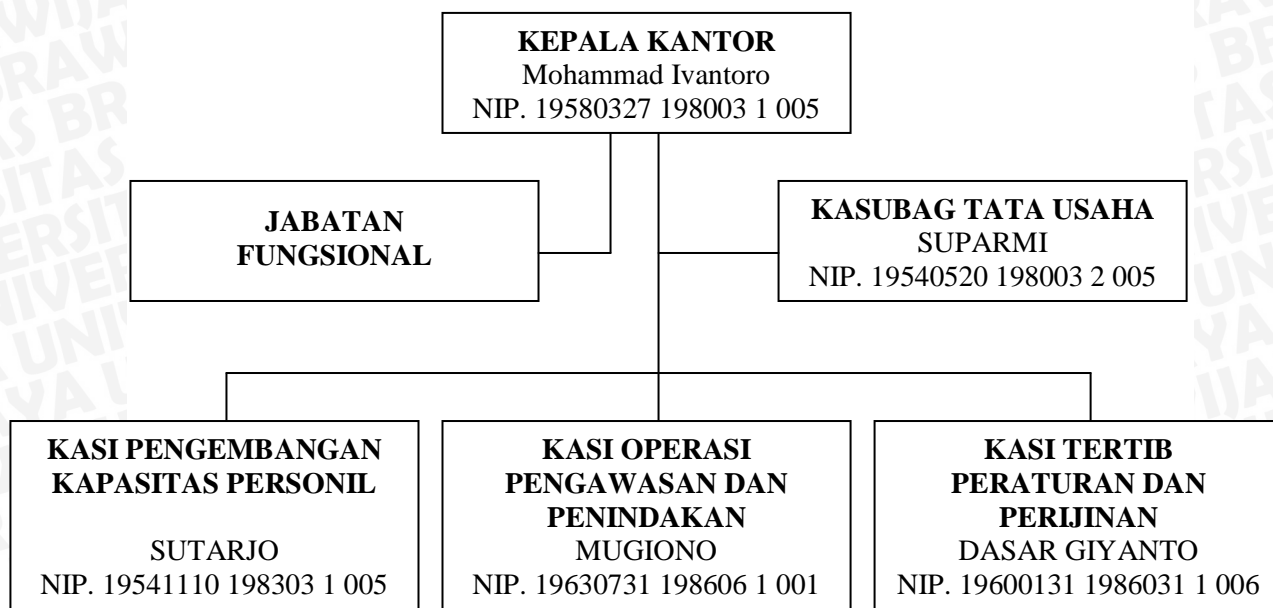 KEPALA KANTOR
Mohammad Ivantoro
NIP. 19580327 198003 1 005
JABATAN
FUNGSIONAL
KASUBAG TATA USAHA
SUPARMI
NIP. 19540520 198003 2 005
KASI PENGEMBANGAN
KAPASITAS PERSONIL
SUTARJO
NIP. 19541110 198303 1 005
KASI OPERASI
PENGAWASAN DAN
PENINDAKAN
MUGIONO
NIP. 19630731 198606 1 001
KASI TERTIB
PERATURAN DAN
PERIJINAN
DASAR GIYANTO
NIP. 19600131 1986031 1 006